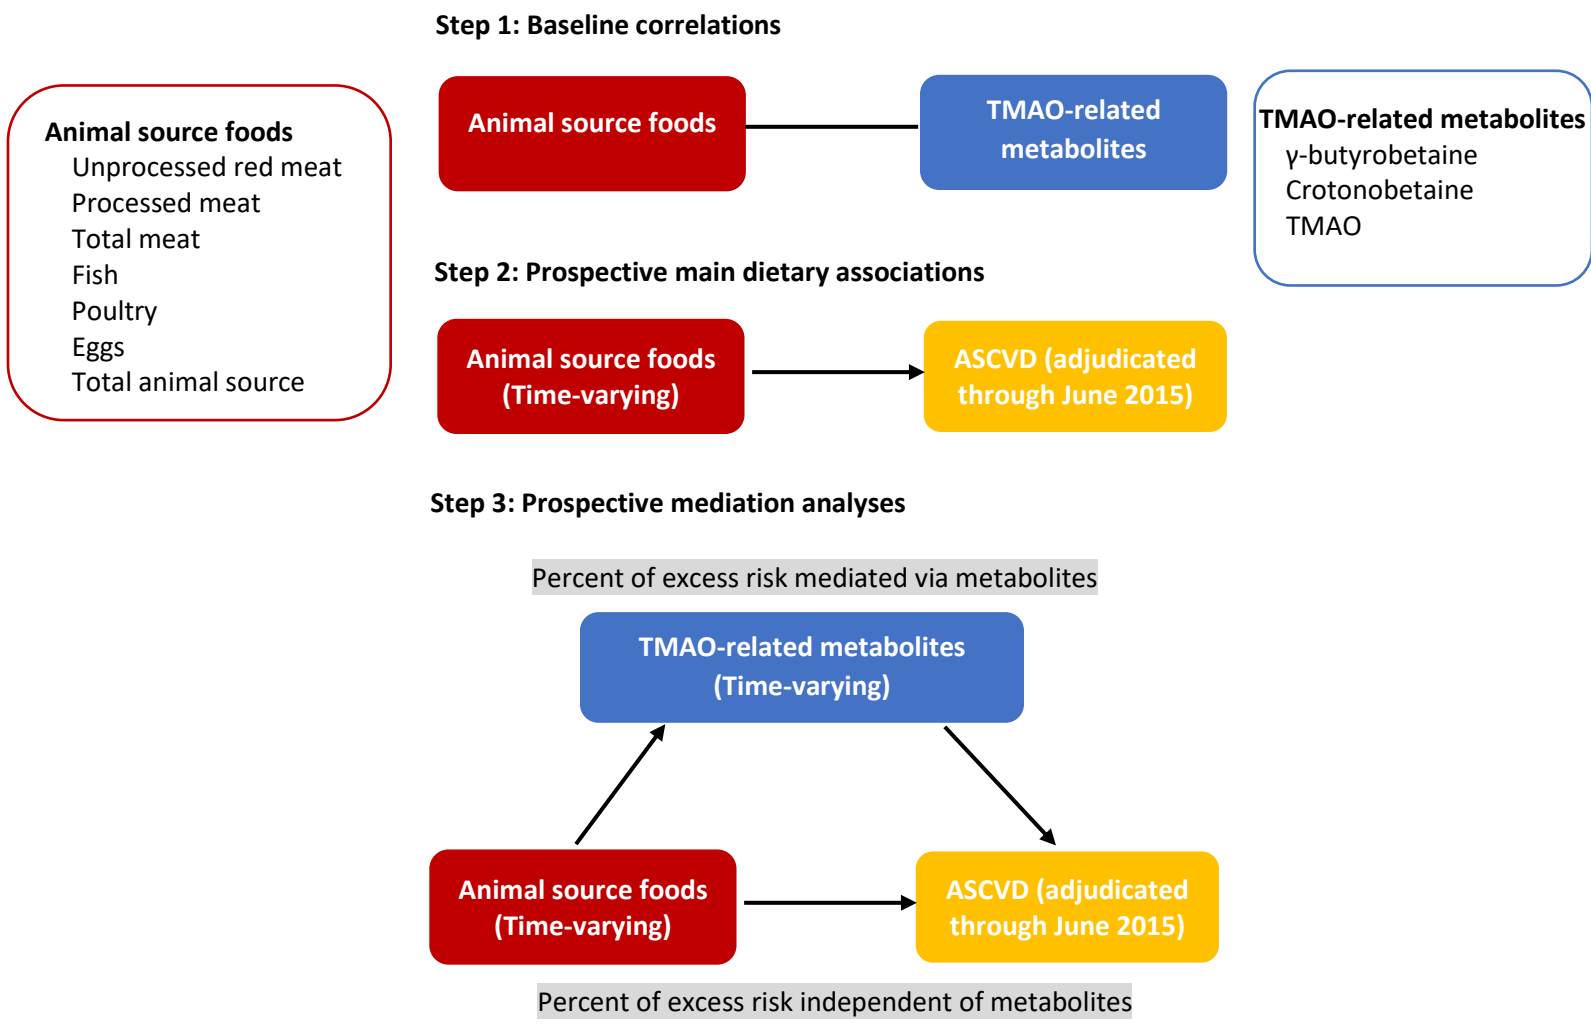 Step 1: Baseline correlations
Animal source foods
Unprocessed red meat
Processed meat
Total meat
Fish
Poultry
Eggs
Total animal source
Animal source foods
TMAO-related
metabolites
TMAO-related metabolites
γ-butyrobetaine
Crotonobetaine
TMAO
Step 2: Prospective main dietary associations
Animal source foods
(Time-varying)
ASCVD (adjudicated
through June 2015)
Step 3: Prospective mediation analyses
Percent of excess risk mediated via metabolites
TMAO-related metabolites
(Time-varying)
Animal source foods
(Time-varying)
ASCVD (adjudicated
through June 2015)
Percent of excess risk independent of metabolites